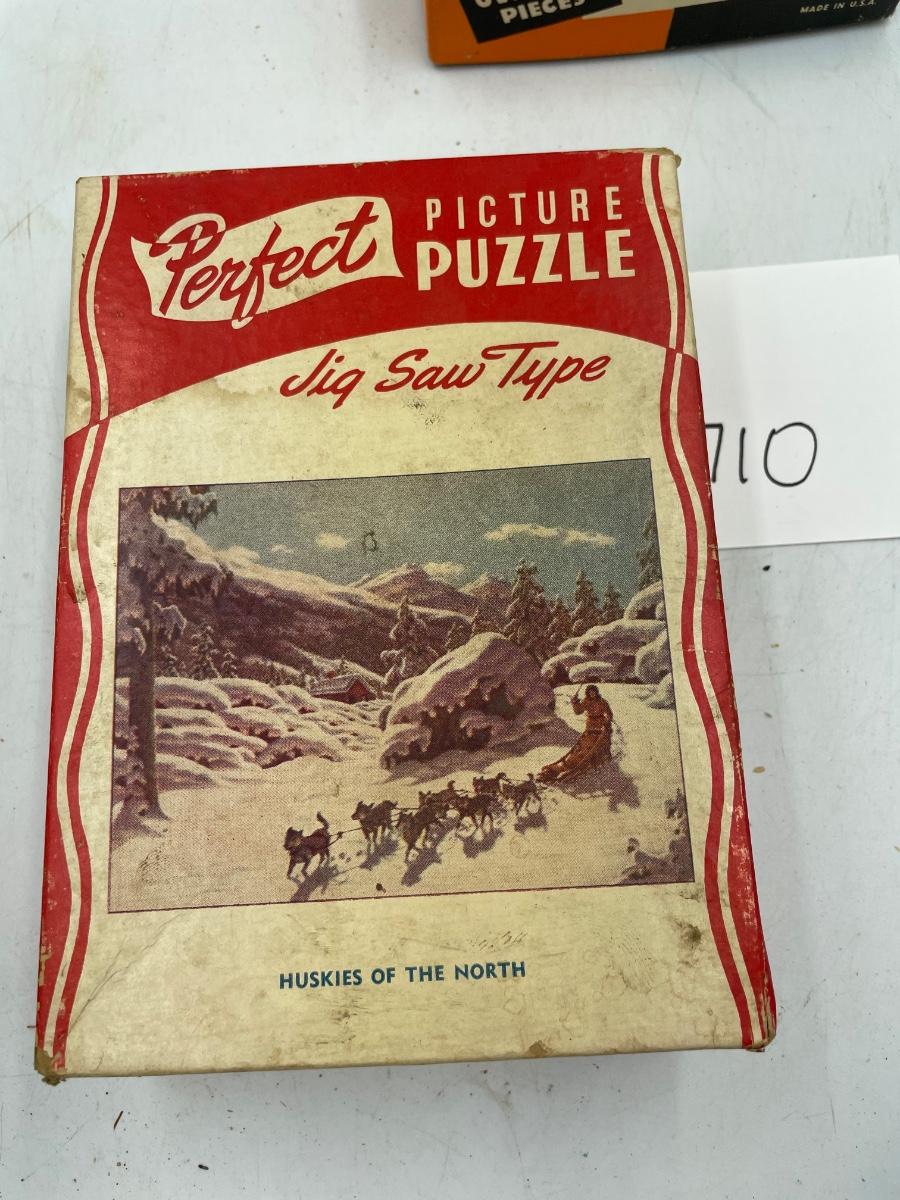 PIECES
MADE IN U.S.A.
Perfect
PICTURE
PUZZLE
Jig Saw Type
710
HUSKIES OF THE NORTH